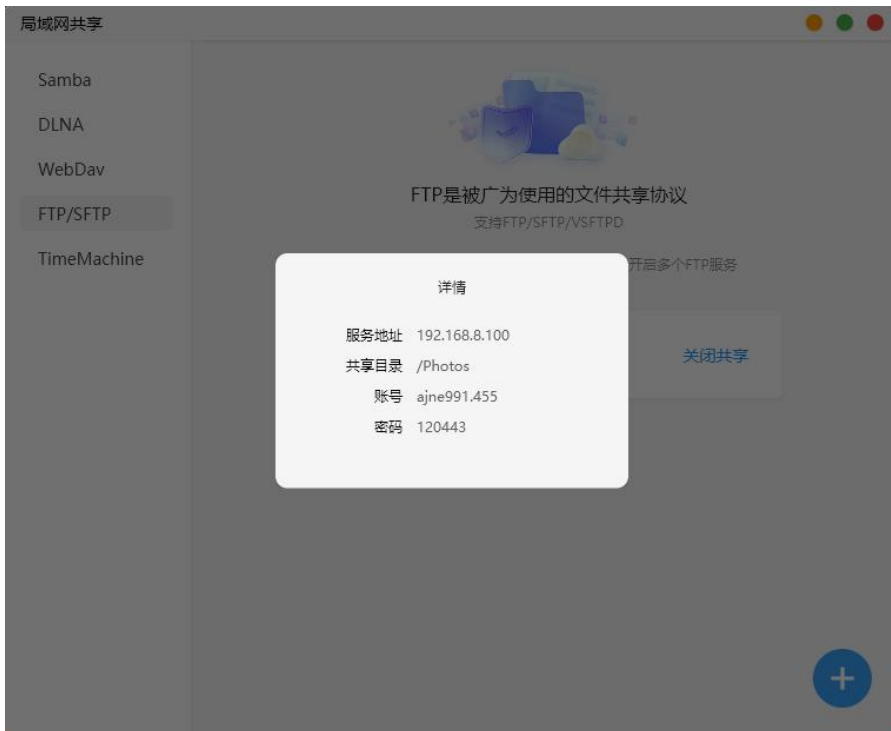 局域网共享
Samba
DLNA
WebDav
FTP/SFTP
TimeMachine
FTP是被广为使用的文件共享协议
支持FTP/SFTP/VSFTPD
开启多个FTP服务
关闭共享
详情
服务地址 192.168.8.100
共享目录 /Photos
账号 ajne991.455
密码 120443